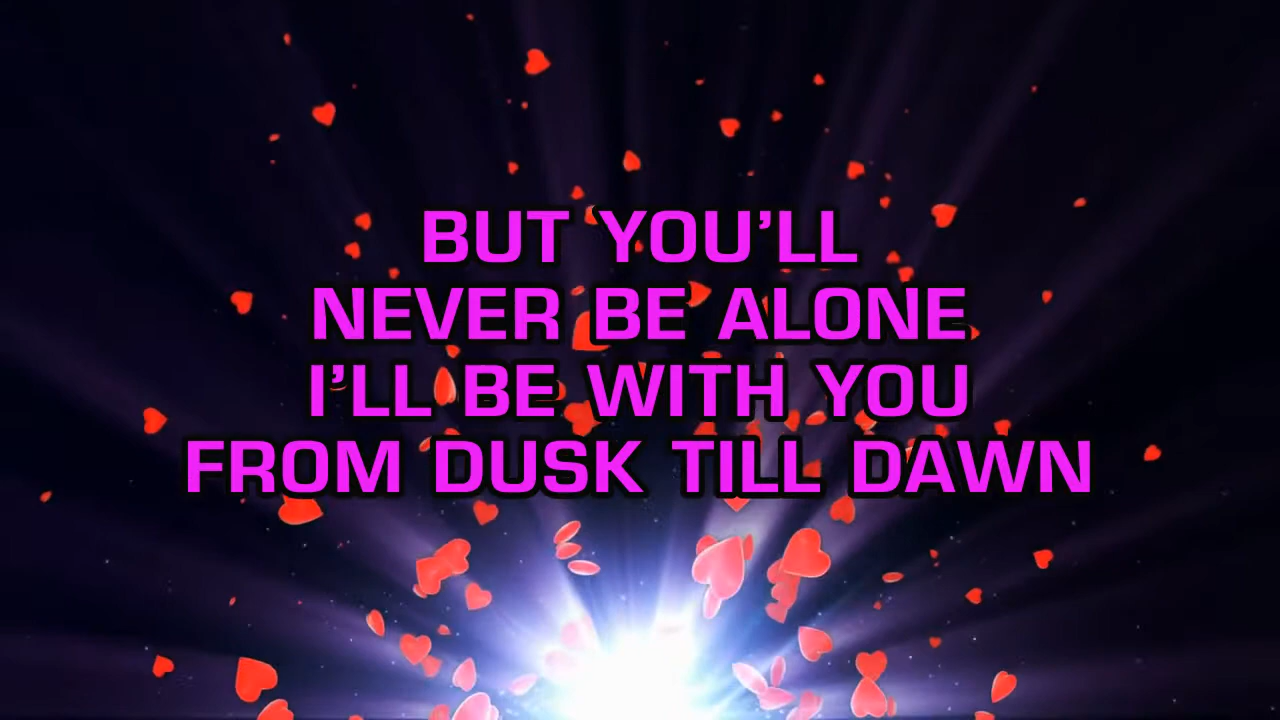 BUT YOU’LL
NEVER BE ALONE
I’LL BE WITH YOU
FROM DUSK TILL DAWN